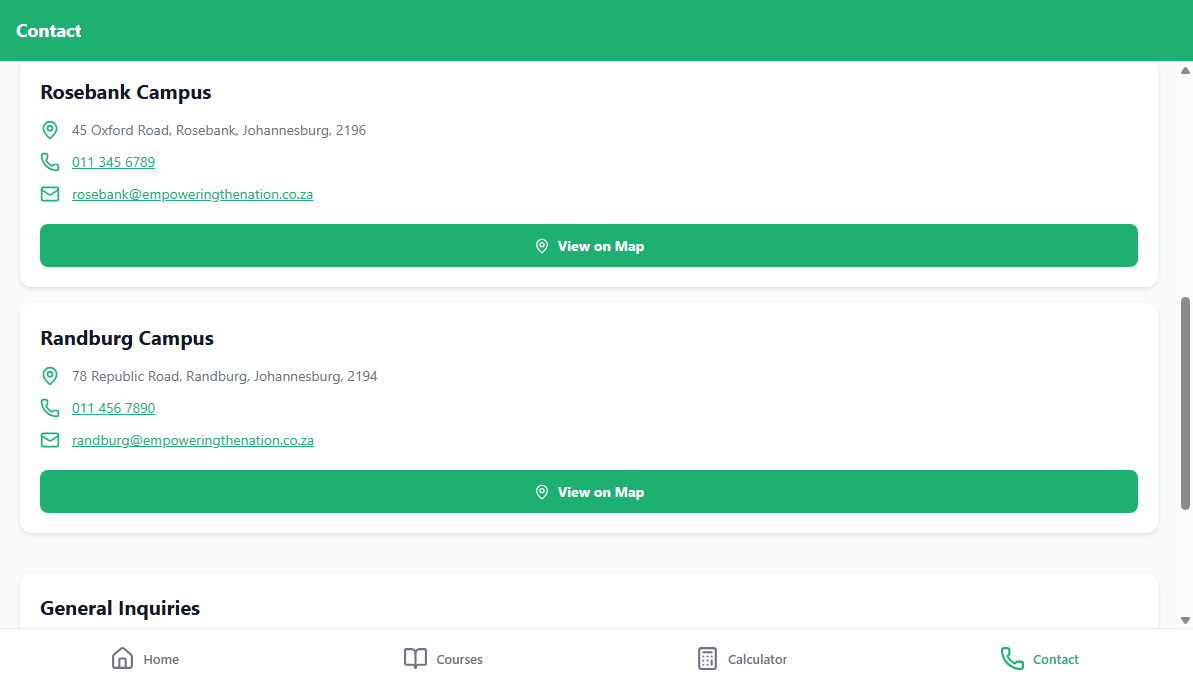 Contact
Rosebank Campus
45 Oxford Road, Rosebank, Johannesburg, 2196
011 345 6789
rosebank@empoweringthenation.co.za
View on Map
Randburg Campus
78 Republic Road, Randburg, Johannesburg, 2194
011 456 7890
randburg@empoweringthenation.co.za
View on Map
General Inquiries
Home
Courses
Calculator
Contact